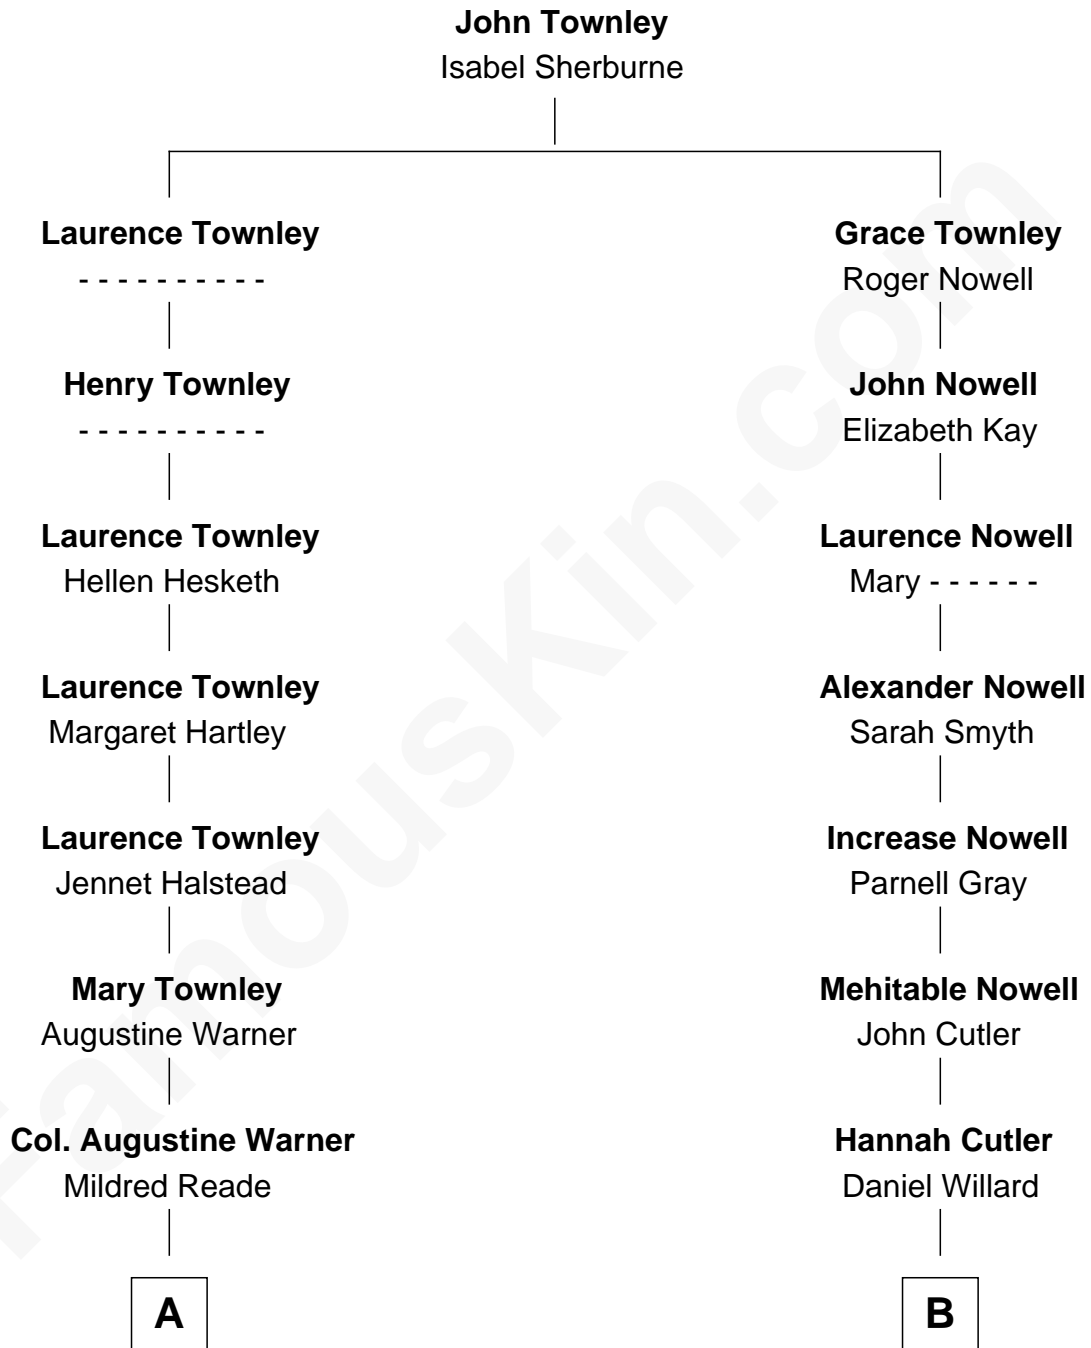 John Townley
Isabel Sherburne
Laurence Townley
- - - - - - - - - -
Henry Townley
- - - - - - - - - -
Laurence Townley
Hellen Hesketh
Laurence Townley
Margaret Hartley
Laurence Townley
Jennet Halstead
Mary Townley
Augustine Warner
Col. Augustine Warner
Mildred Reade
A
Grace Townley
Roger Nowell
John Nowell
Elizabeth Kay
Laurence Nowell
Mary - - - - - -
Alexander Nowell
Sarah Smyth
Increase Nowell
Parnell Gray
Mehitable Nowell
John Cutler
Hannah Cutler
Daniel Willard
B
FamousKin.com